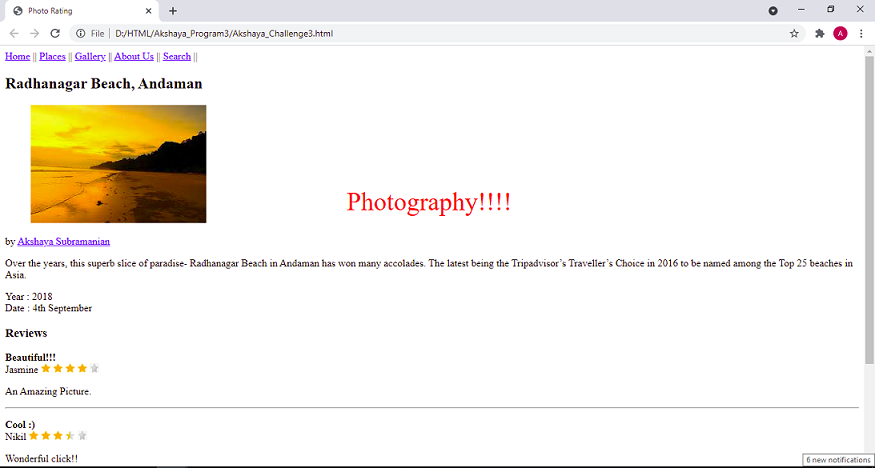 Photo Rating
File | D:/HTML/Akshaya_Program3/Akshaya_Challenge3.html
A
Home || Places || Gallery || About Us || Search ||
Radhanagar Beach, Andaman
Photography!!!!
by Akshaya Subramanian
Over the years, this superb slice of paradise- Radhanagar Beach in Andaman has won many accolades. The latest being the Tripadvisor’s Traveller’s Choice in 2016 to be named among the Top 25 beaches in
Asia.
Year : 2018
Date : 4th September
Reviews
Beautiful!!!
Jasmine
An Amazing Picture.
Cool :)
Nikil
Wonderful click!!
6 new notifications